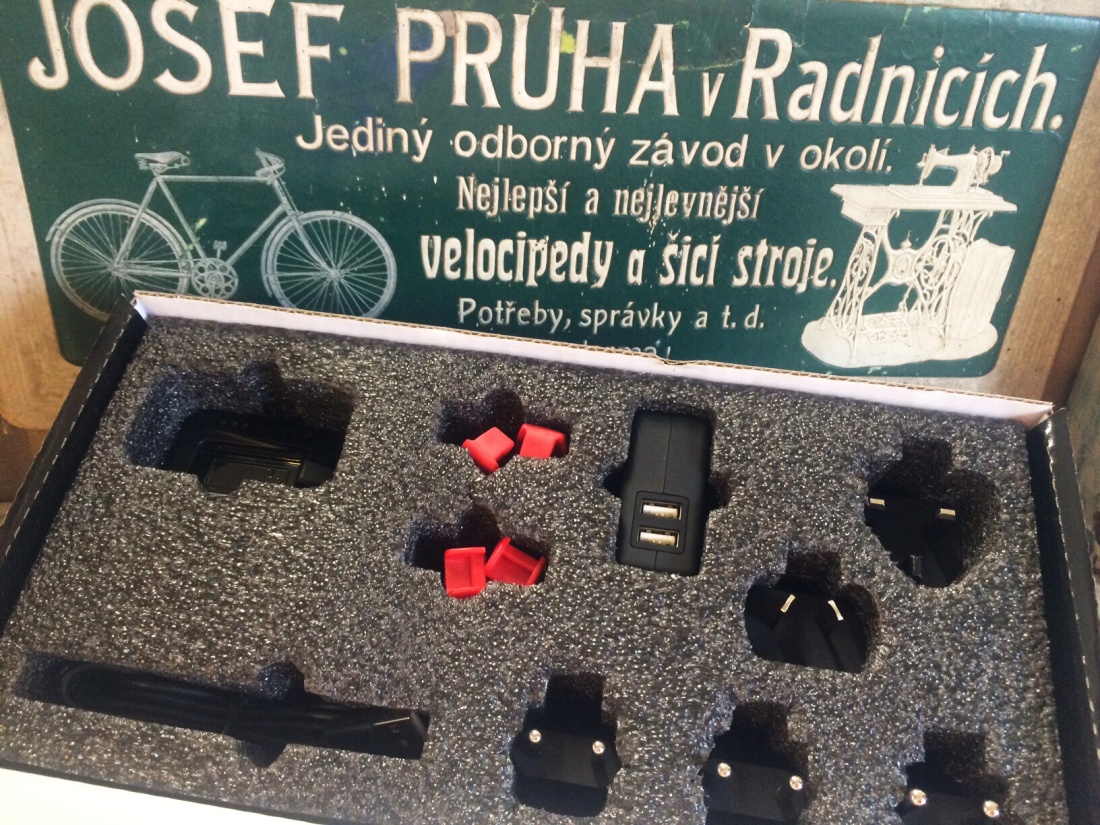 JOSEF PRUHA v Radnicích.
Jediný odborný závod v okolí.
Nejlepší a nejlevnější
velocipedy a šicí stroje.
Potřeby, správky a t. d.